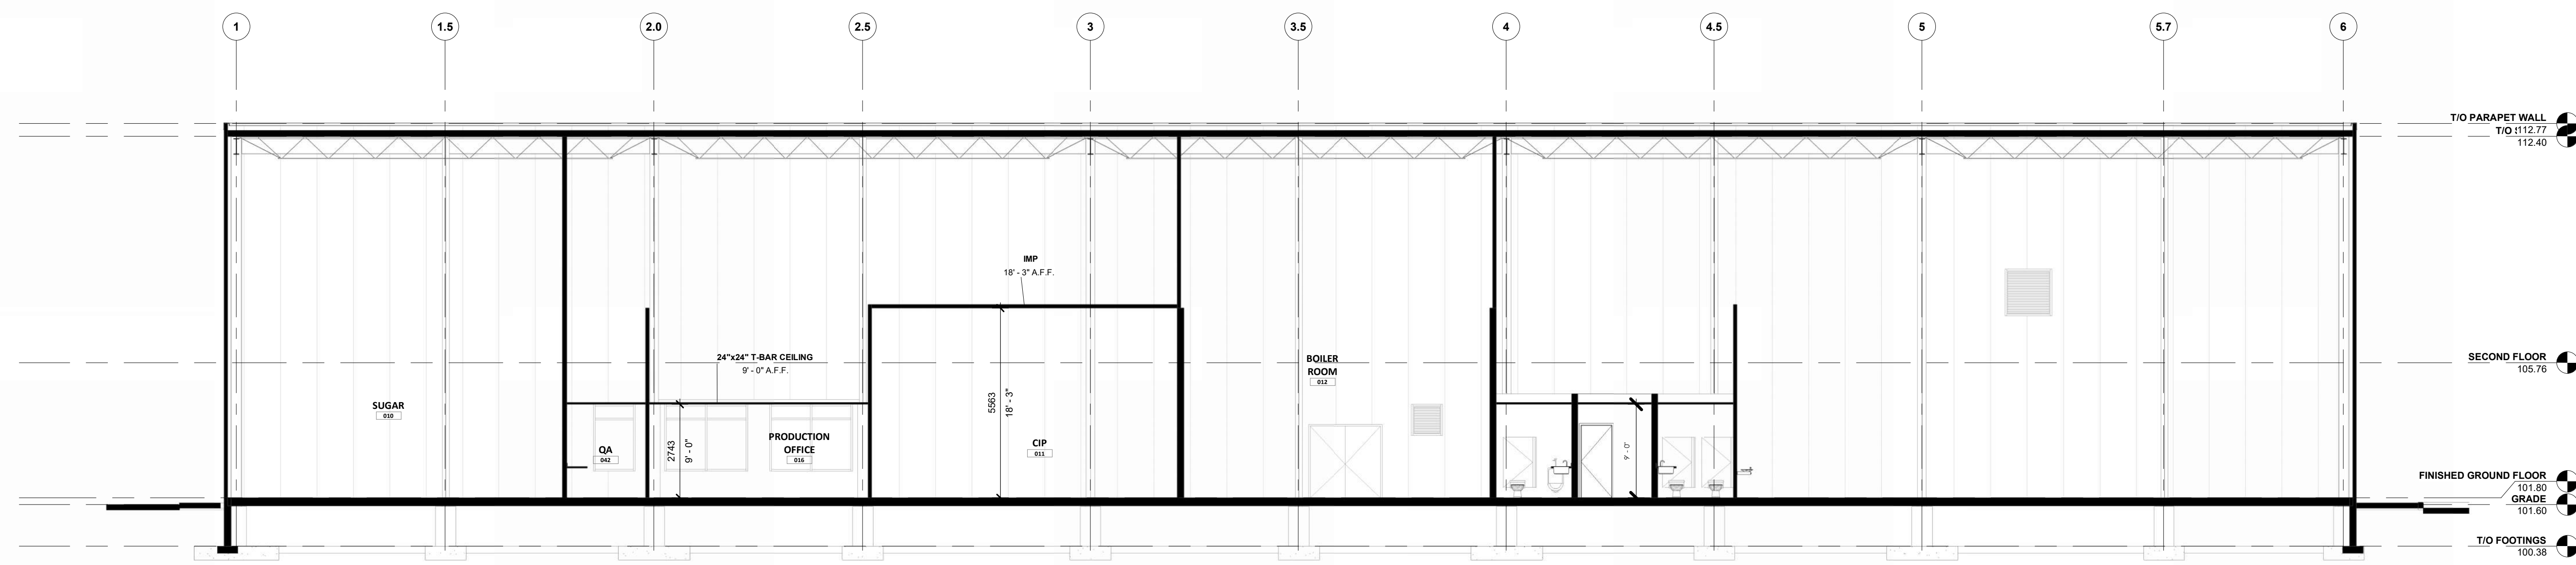 1
1.5
2.0
2.5
3
3.5
4
4.5
5
5.7
6
T/O PARAPET WALL
112.77
T/O
112.40
IMP
18' - 3" A.F.F.
24"x24" T-BAR CEILING
9' - 0" A.F.F.
BOILER
ROOM
012
SECOND FLOOR
105.76
SUGAR
010
5563
18' - 3"
QA
042
2743
9' - 0"
PRODUCTION
OFFICE
016
CIP
011
9' - 0"
FINISHED GROUND FLOOR
101.80
GRADE
101.60
T/O FOOTINGS
100.38